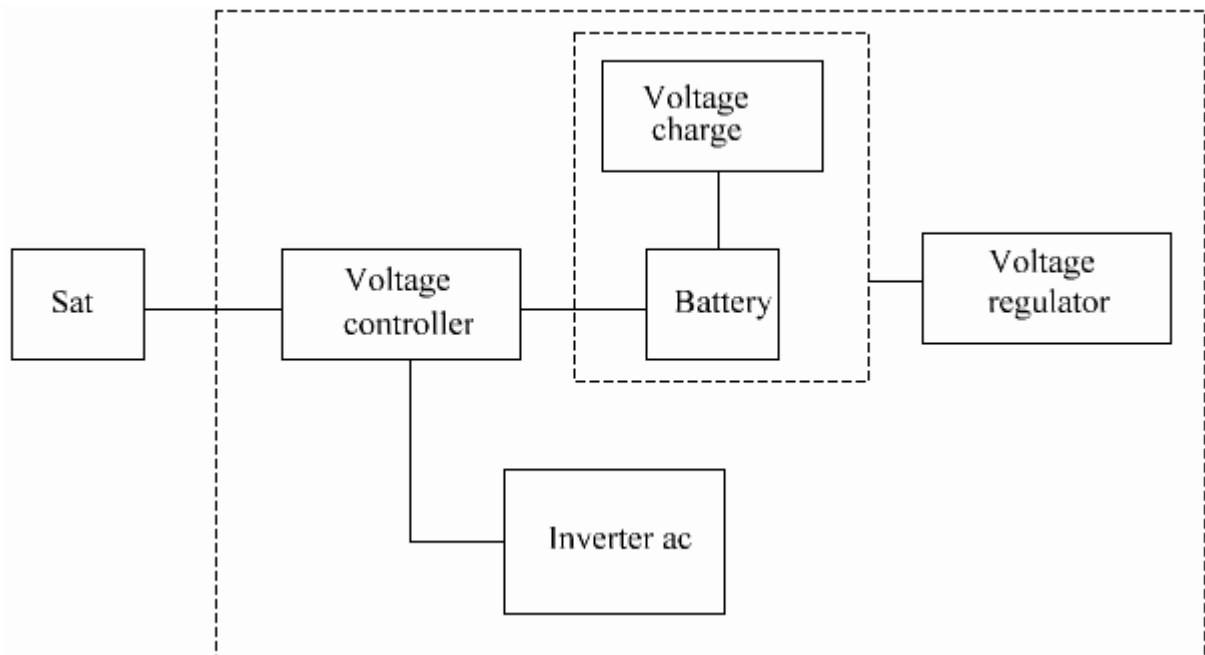 Voltage
charge
Sat
Voltage
controller
Battery
Voltage
regulator
Inverter ac